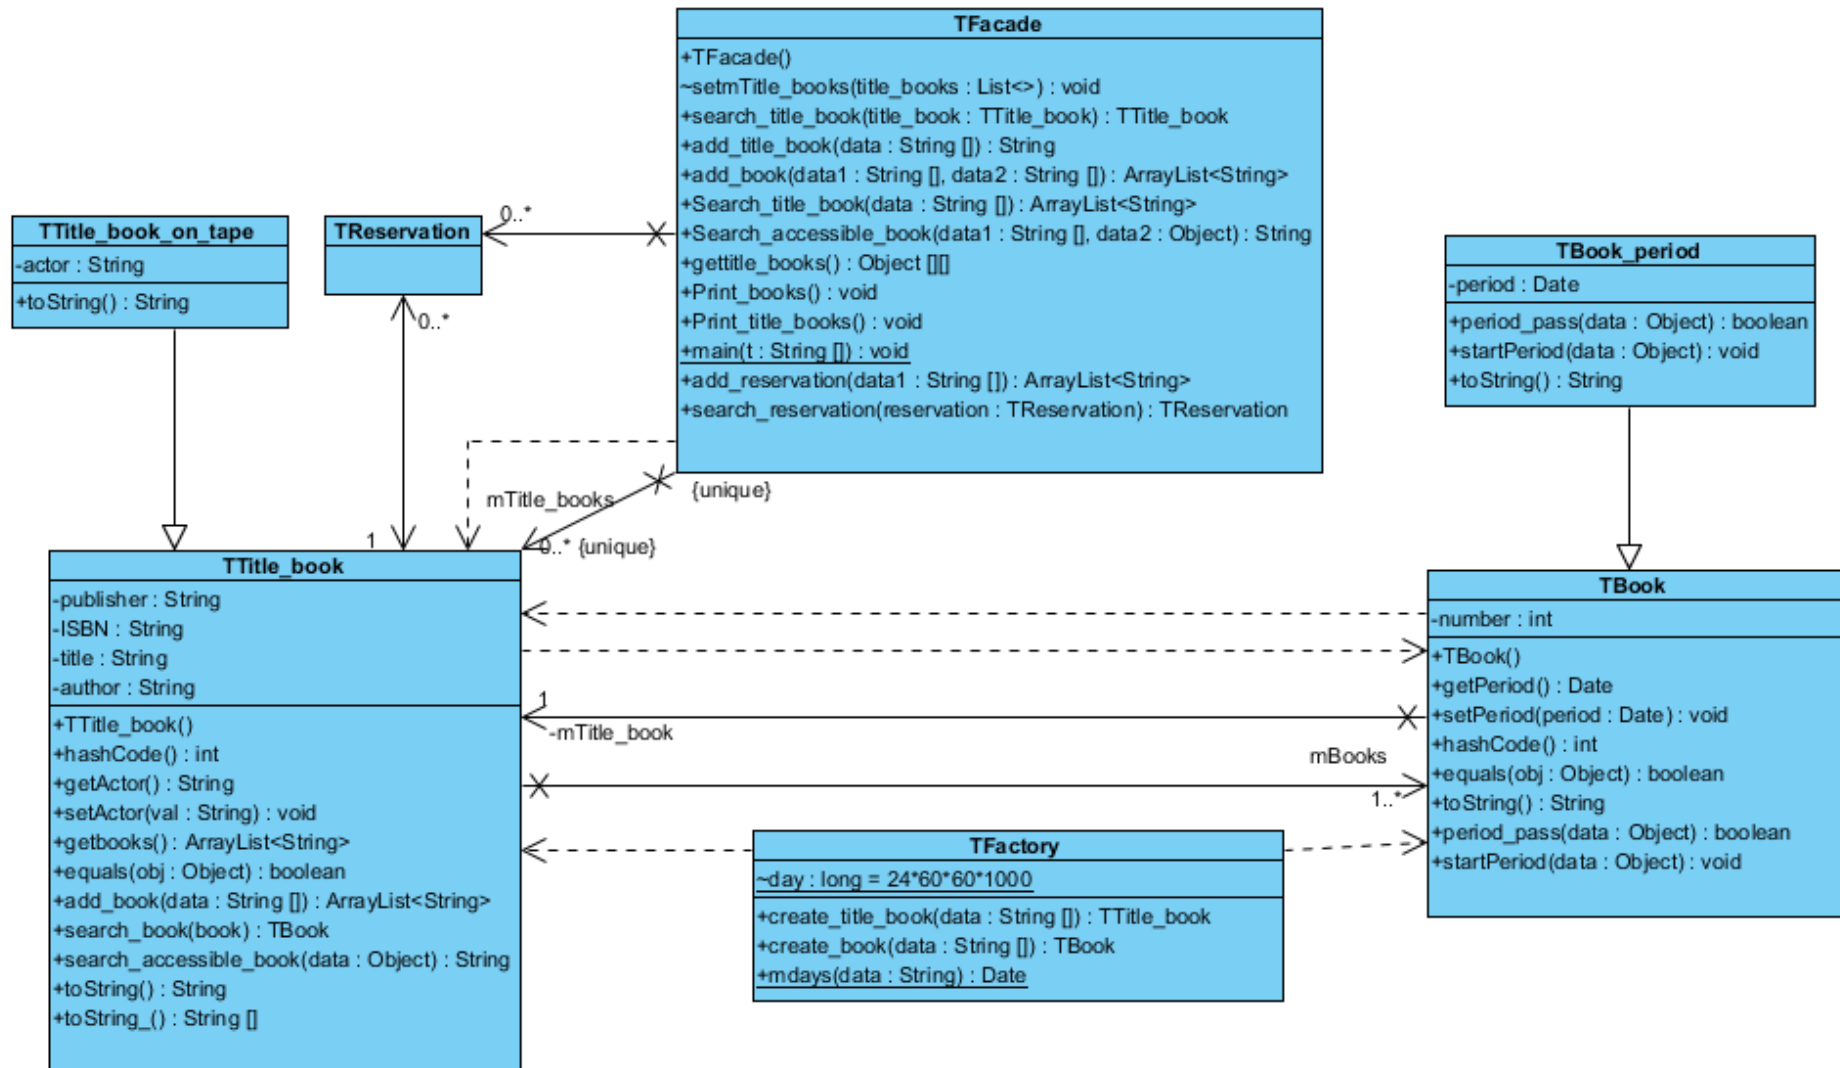 TFacade
+TFacade()
~setmTitle_books(title_books : List<>) : void
+search_title_book(title_book : TTitle_book) : TTitle_book
+add_title_book(data : String []) : String
+add_book(data1 : String [], data2 : String []) : ArrayList<String>
+Search_title_book(data : String []) : ArrayList<String>
+Search_accessible_book(data1 : String [], data2 : Object) : String
+gettitle_books() : Object [][]
+Print_books() : void
+Print_title_books() : void
+main(t : String []) : void
+add_reservation(data1 : String []) : ArrayList<String>
+search_reservation(reservation : TReservation) : TReservation
TTitle_book_on_tape
-actor : String
+toString() : String
TReservation
0..*
0..*
1
TBook_period
-period : Date
+period_pass(data : Object) : boolean
+startPeriod(data : Object) : void
+toString() : String
mTitle_books
{unique}
0..* {unique}
TTitle_book
-publisher : String
-ISBN : String
-title : String
-author : String
+TTitle_book()
+hashCode() : int
+getActor() : String
+setActor(val : String) : void
+getbooks() : ArrayList<String>
+equals(obj : Object) : boolean
+add_book(data : String []) : ArrayList<String>
+search_book(book) : TBook
+search_accessible_book(data : Object) : String
+toString() : String
+toString_() : String []
1
-mTitle_book
mBooks
1..*
TBook
-number : int
+TBook()
+getPeriod() : Date
+setPeriod(period : Date) : void
+hashCode() : int
+equals(obj : Object) : boolean
+toString() : String
+period_pass(data : Object) : boolean
+startPeriod(data : Object) : void
TFactory
~day : long = 24*60*60*1000
+create_title_book(data : String []) : TTitle_book
+create_book(data : String []) : TBook
+mdays(data : String) : Date